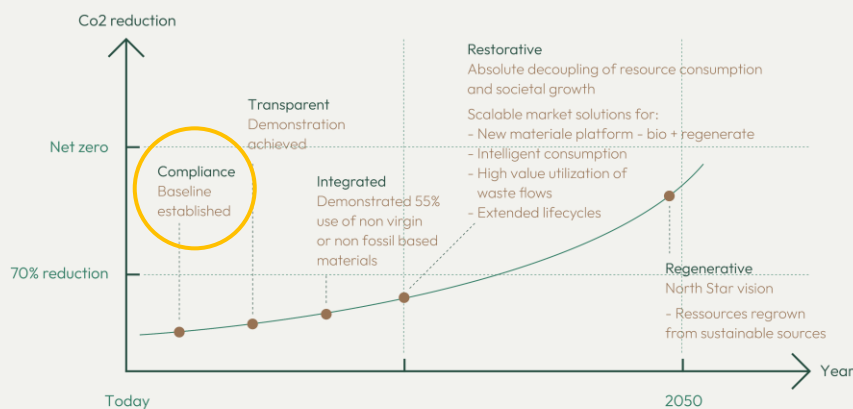 Co2 reduction
Restorative
Absolute decoupling of resource consumption
and societal growth
Scalable market solutions for:
- New materiale platform - bio + regenerate
- Intelligent consumption
- High value utilization of
waste flows
- Extended lifecycles
Transparent
Demonstration
achieved
Net zero
Compliance
Baseline
established
Integrated
Demonstrated 55%
use of non virgin
or non fossil based
materials
70% reduction
Regenerative
North Star vision
- Ressources regrown
from sustainable sources
Year
Today
2050